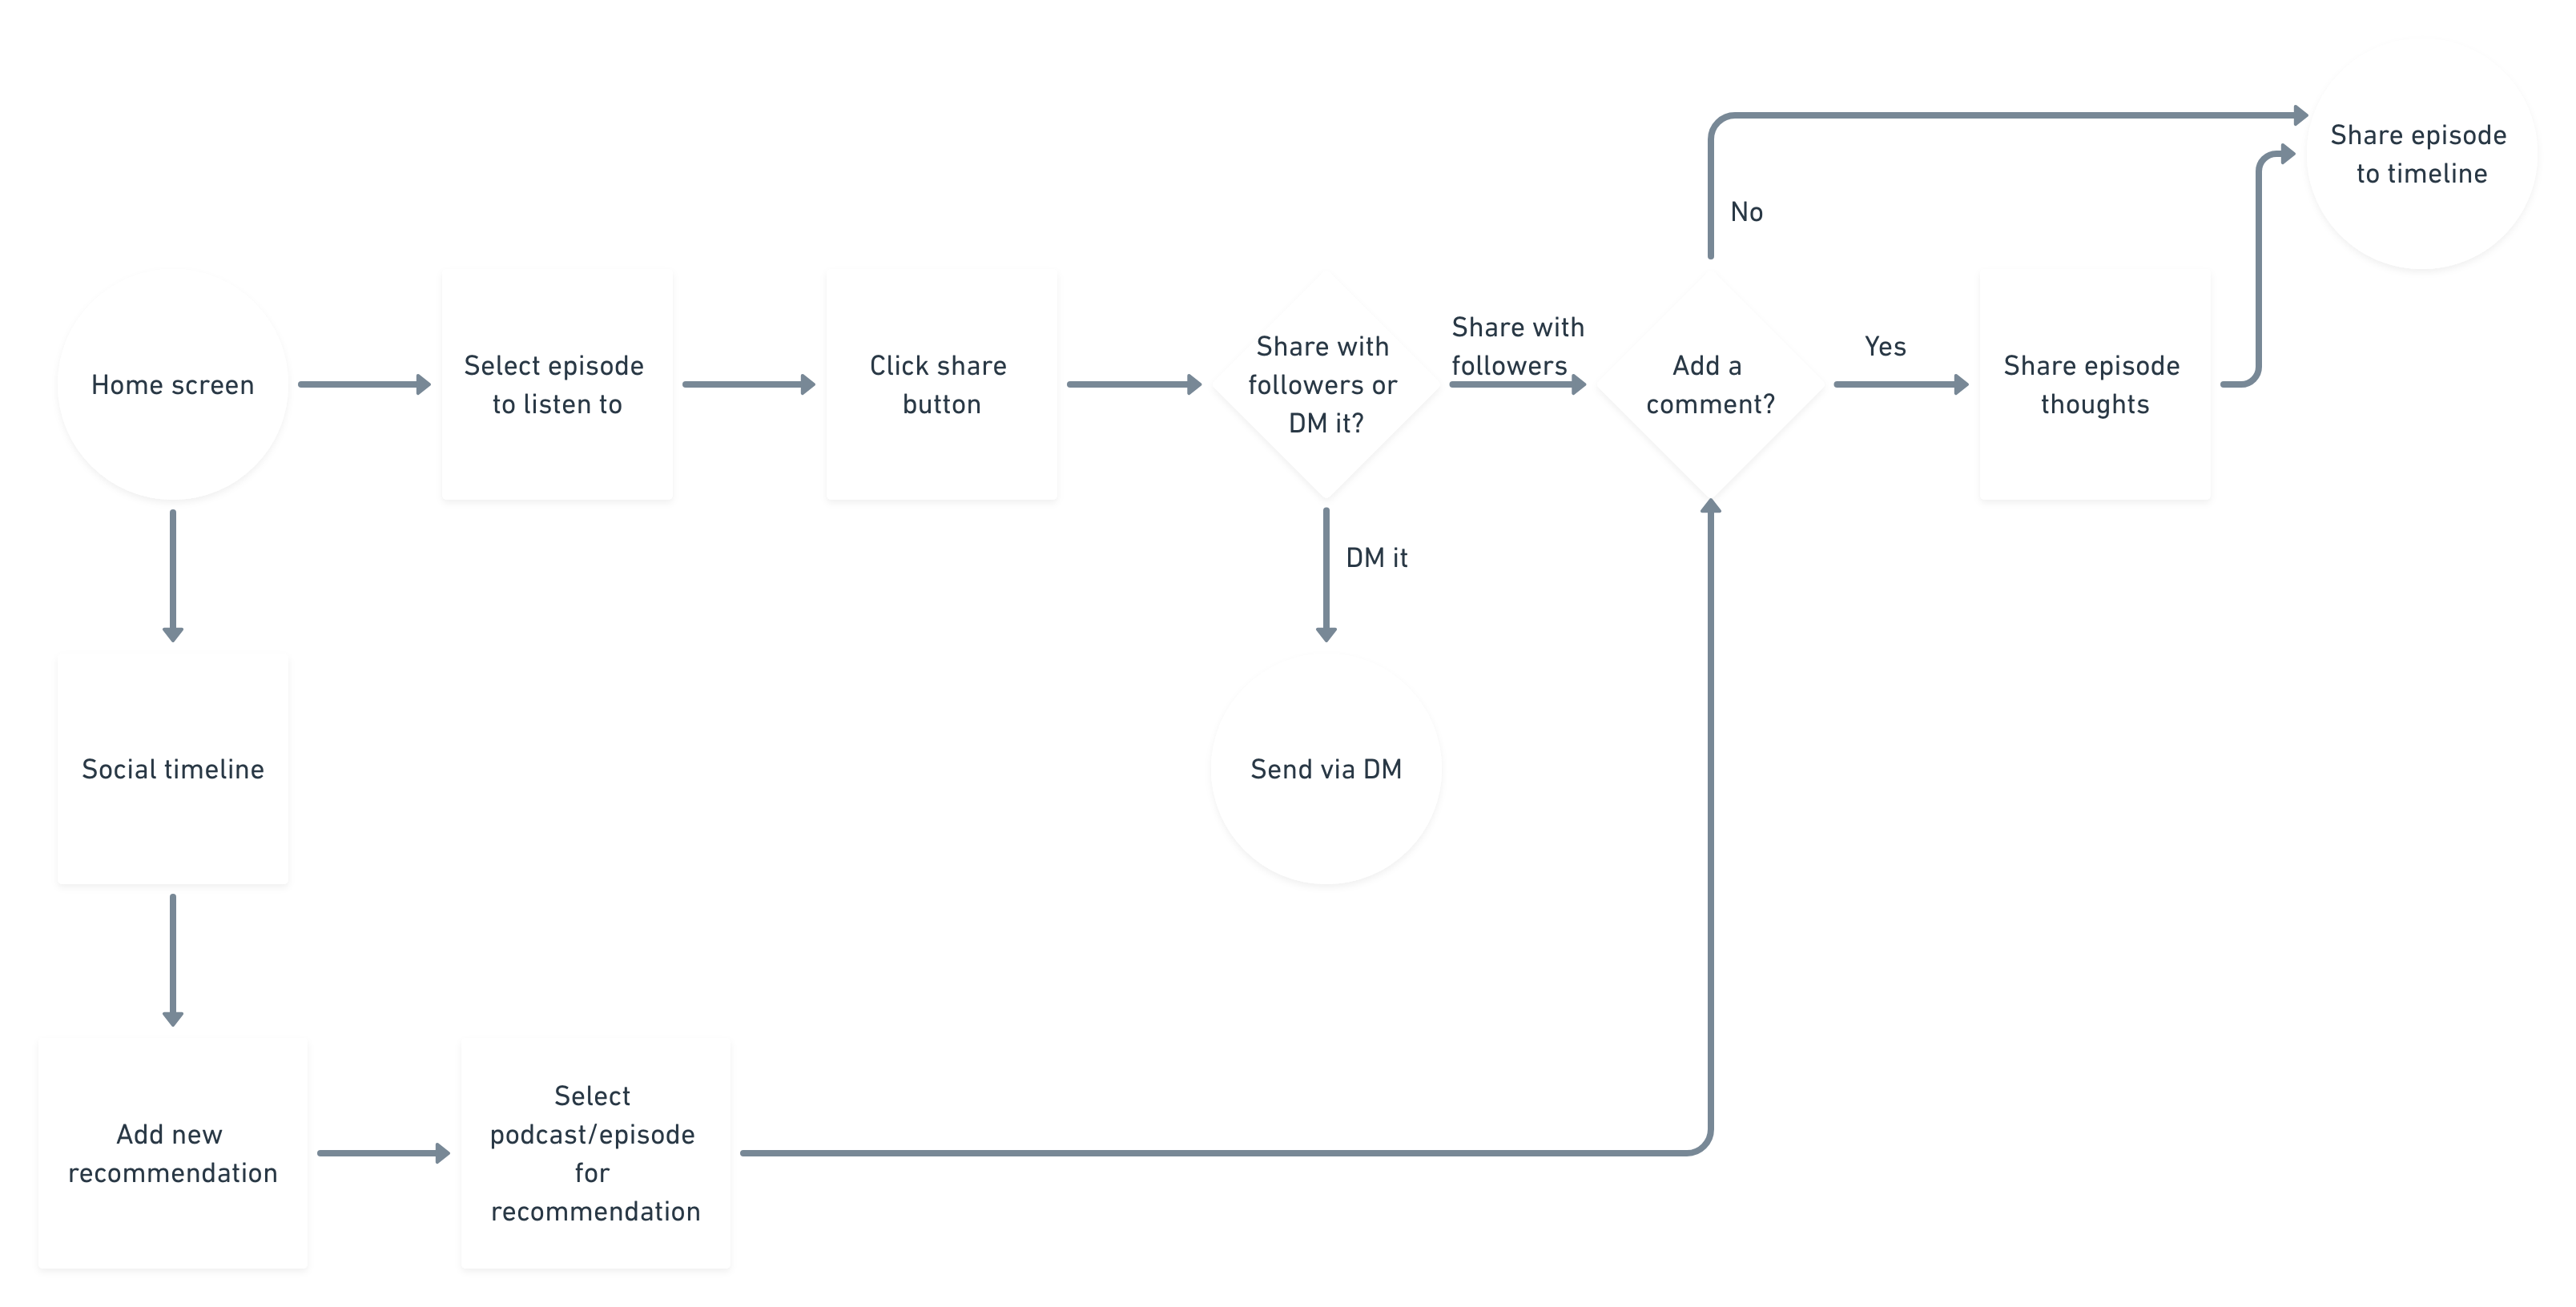 Share episode
to timeline
No
Home screen
Select episode
to listen to
Click share
button
Share with
followers or
DM it?
Share with
followers
Add a
comment?
Yes
Share episode
thoughts
DM it
Social timeline
Send via DM
Add new
recommendation
Select
podcast/episode
for
recommendation